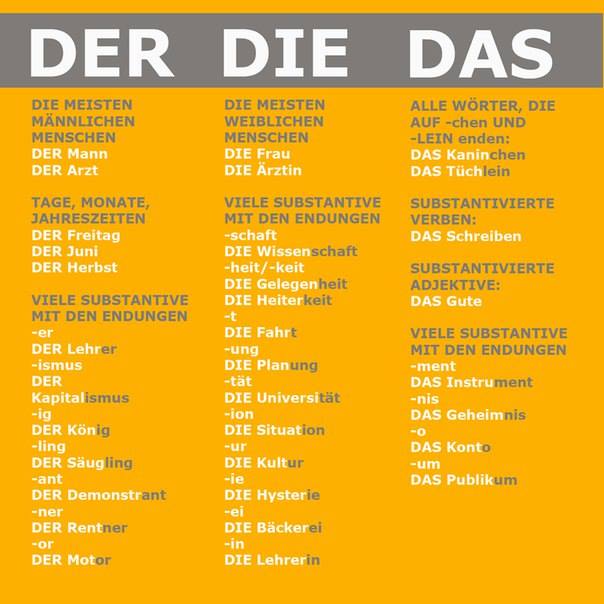 DER DIE DAS
DIE MEISTEN
MÄNNLICHEN
MENSCHEN
DER Mann
DER Arzt
TAGE, MONATE,
JAHRESZEITEN
DER Freitag
DER Juni
DER Herbst
VIELE SUBSTANTIVE
MIT DEN ENDUNGEN
-er
DER Lehrer
-ismus
DER
Kapitalismus
-ig
DER König
-ling
DER Säugling
-ant
DER Demonstrant
-ner
DER Rentner
-or
DER Motor
DIE MEISTEN
WEIBLICHEN
MENSCHEN
DIE Frau
DIE Ärztin
VIELE SUBSTANTIVE
MIT DEN ENDUNGEN
-schaft
DIE Wissenschaft
-heit/-keit
DIE Gelegenheit
DIE Heiterkeit
-t
DIE Fahrt
-ung
DIE Planung
-tät
DIE Universität
-ion
DIE Situation
-ur
DIE Kultur
-ie
DIE Hysterie
-ei
DIE Bäckerei
-in
DIE Lehrerin
ALLE WÖRTER, DIE
AUF -chen UND
-LEIN enden:
DAS Kaninchen
DAS Tüchlein
SUBSTANTIVIERTE
VERBEN:
DAS Schreiben
SUBSTANTIVIERTE
ADJEKTIVE:
DAS Gute
VIELE SUBSTANTIVE
MIT DEN ENDUNGEN
-ment
DAS Instrument
-nis
DAS Geheimnis
-o
DAS Konto
-um
DAS Publikum